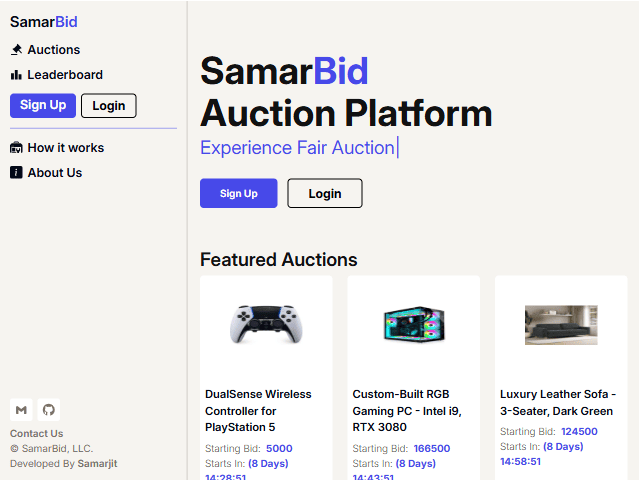 SamarBid
Auctions
Leaderboard
Sign Up
Login
How it works
About Us
Contact Us
© SamarBid, LLC.
Developed By Samarjit
SamarBid
Auction Platform
Experience Fair Auction
Sign Up
Login
Featured Auctions
DualSense Wireless
Controller for
PlayStation 5
Starting Bid: 5000
Starts In: (8 Days)
14:28:51
Custom-Built RGB
Gaming PC - Intel i9,
RTX 3080
Starting Bid: 166500
Starts In: (8 Days)
14:43:51
Luxury Leather Sofa -
3-Seater, Dark Green
Starting Bid: 124500
Starts In: (8 Days)
14:58:51